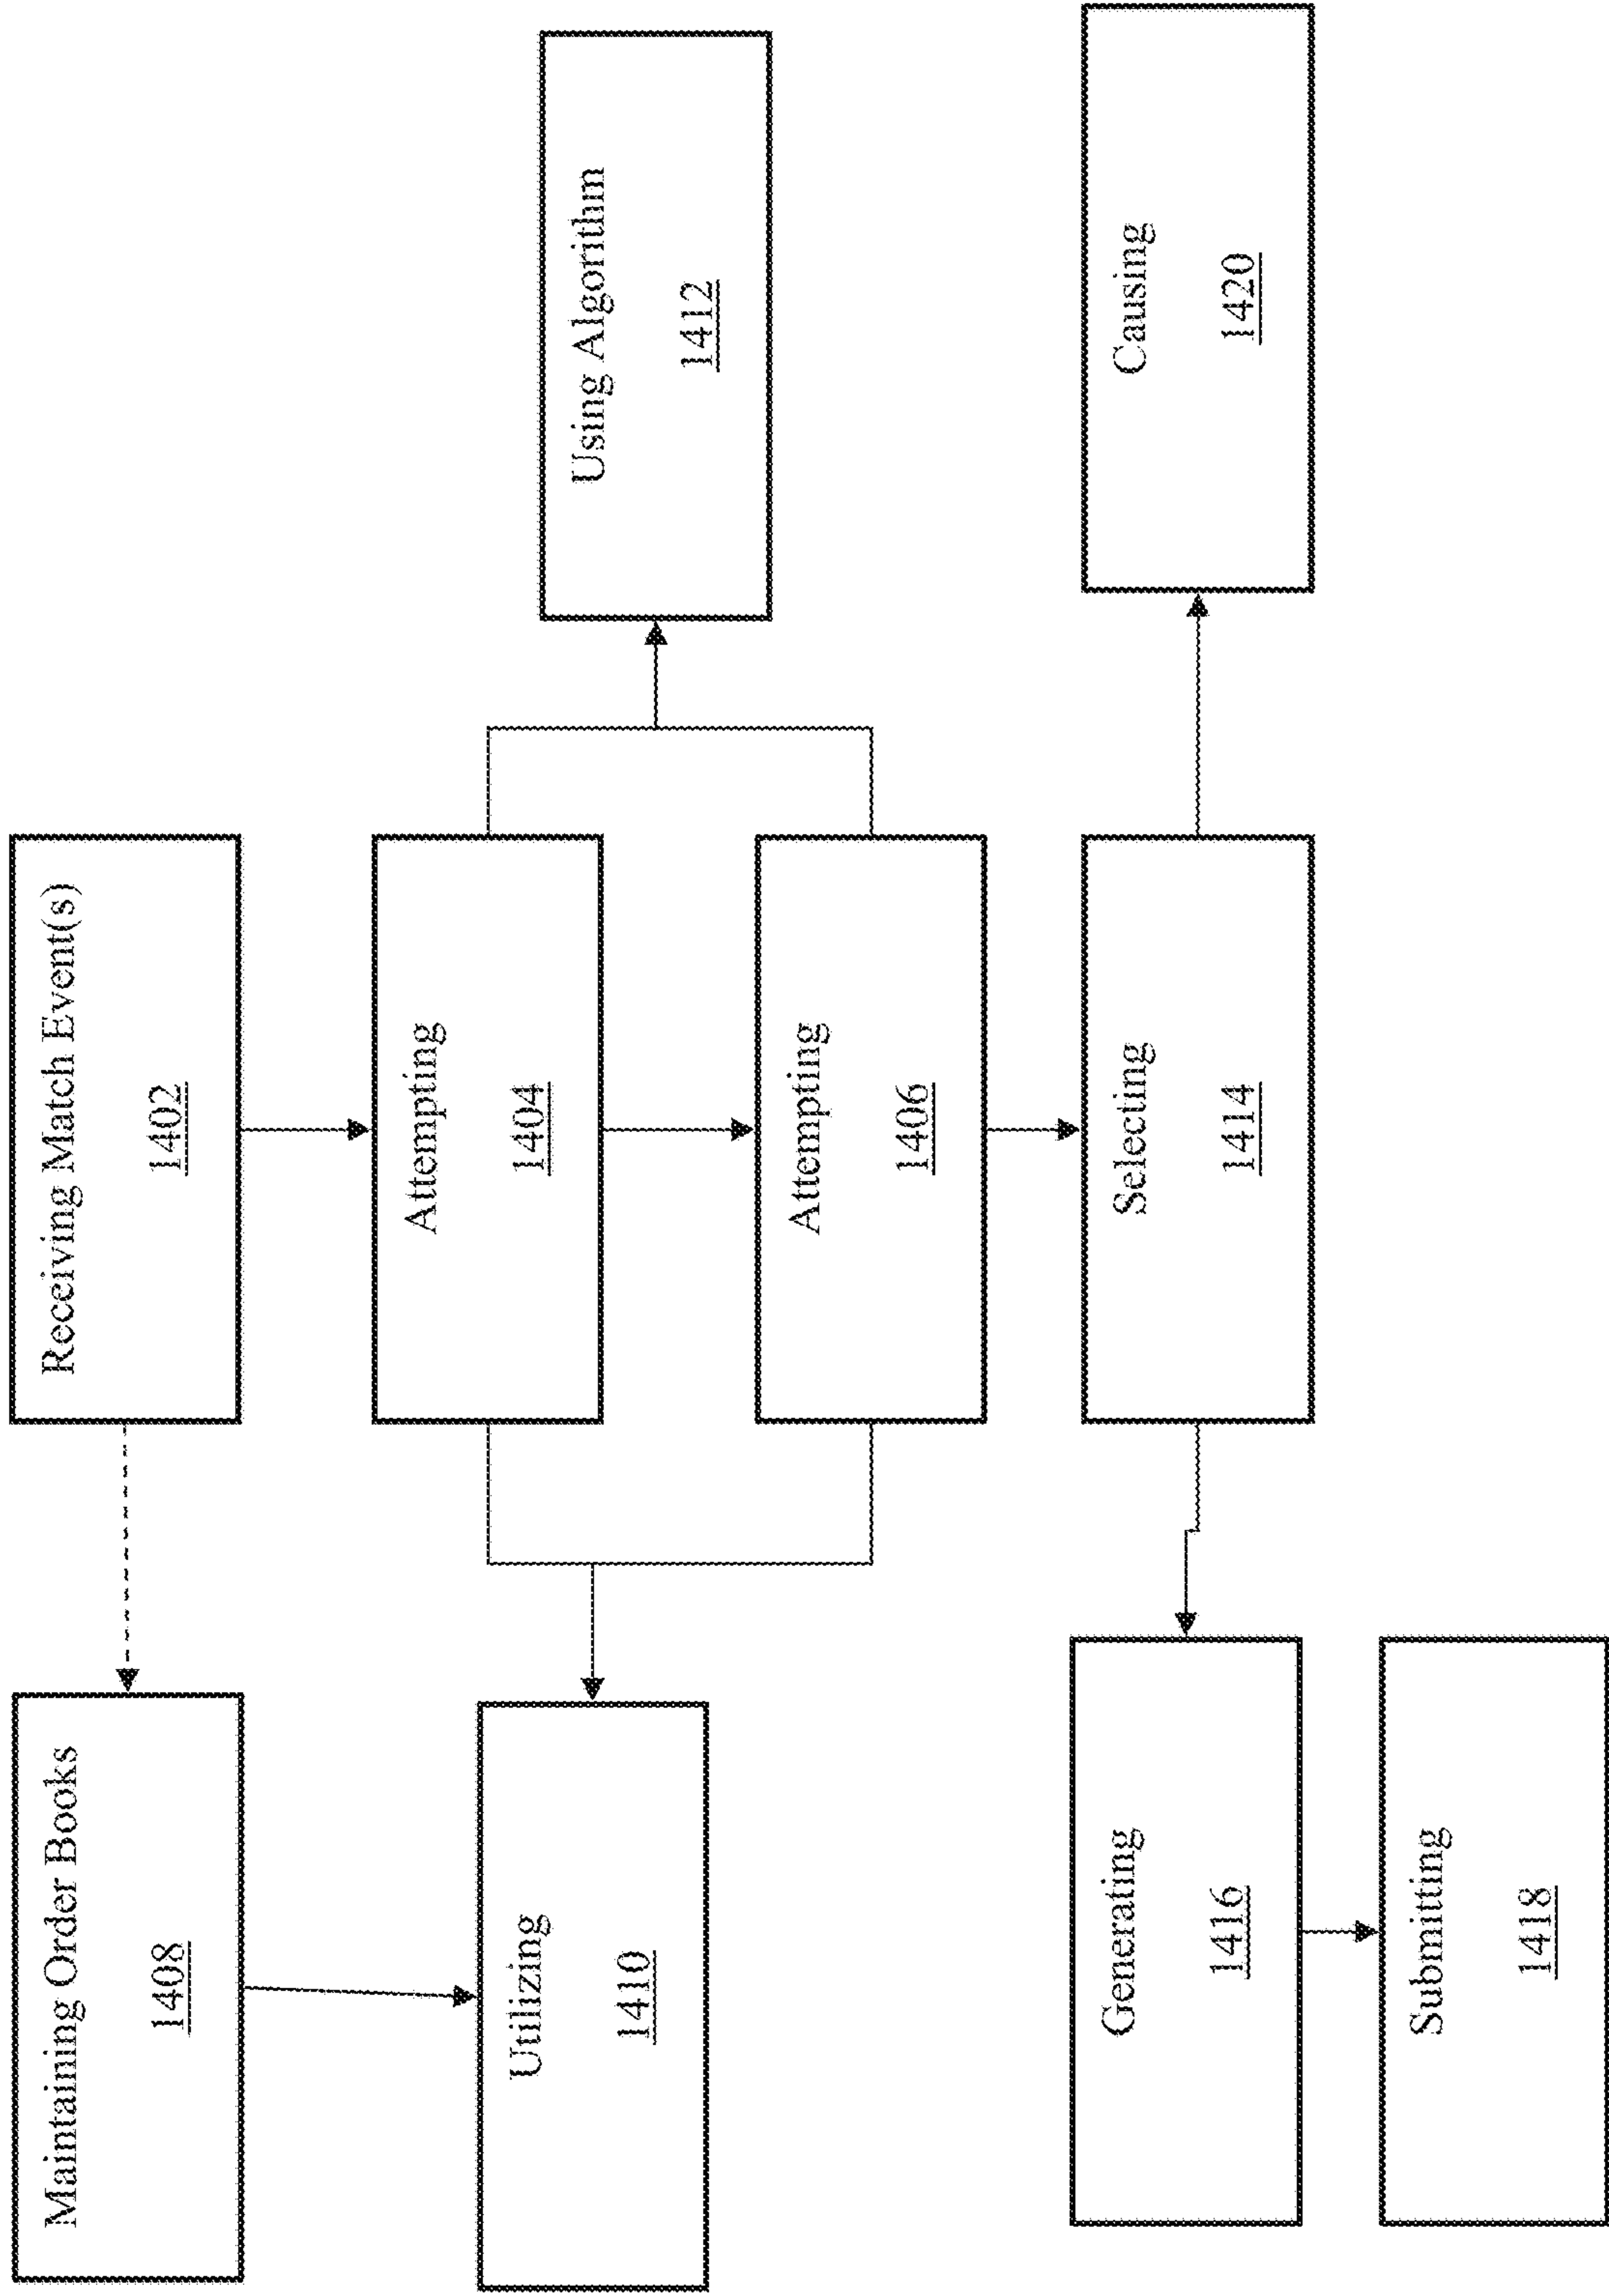 Maintaining Order Books
1408
Receiving Match Event(s)
1402
Attempting
1404
Utilizing
1410
Using Algorithm
1412
Attempting
1406
Generating
1416
Selecting
1414
Causing
1420
Submitting
1418